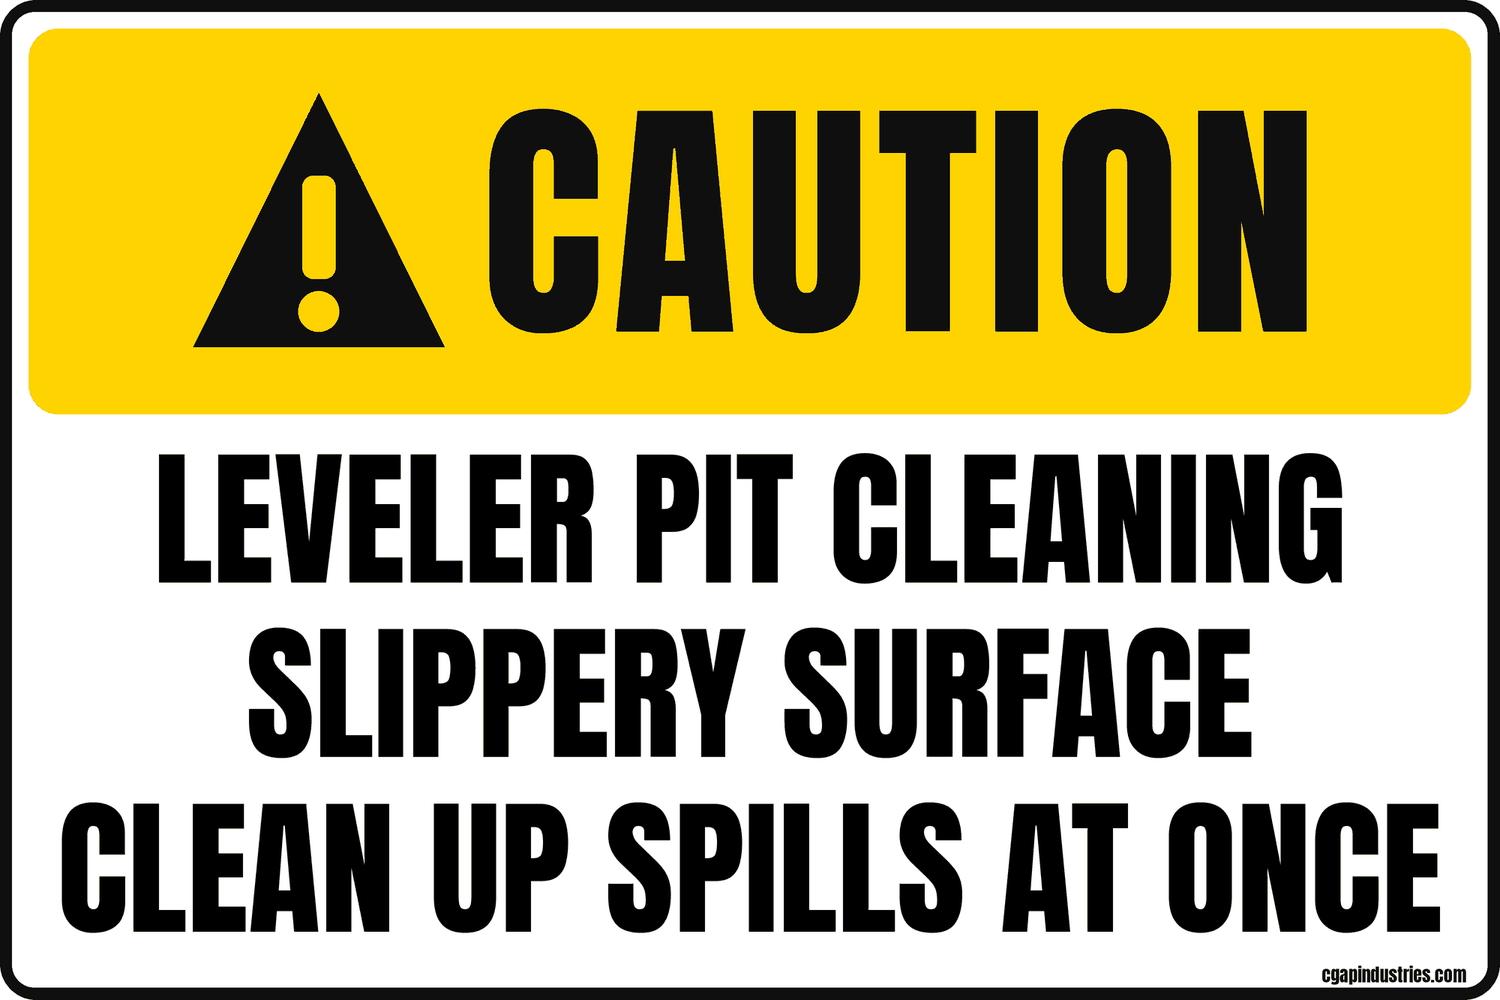 CAUTION
LEVELER PIT CLEANING
SLIPPERY SURFACE
CLEAN UP SPILLS AT ONCE
cgapindustries.com